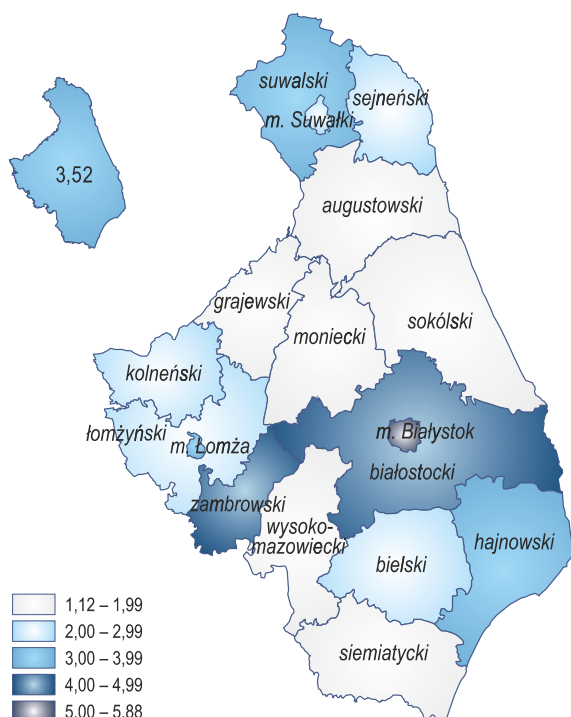 suwalski
sejneński
m. Suwałki
3,52
augustowski
grajewski
sokólski
moniecki
kolneński
łomżyński
m. Łomża
m. Białystok
białostocki
zambrowski
wysoko-
mazowiecki
hajnowski
bielski
siemiatycki
1,12 – 1,99
2,00 – 2,99
3,00 – 3,99
4,00 – 4,99
5,00 – 5,88